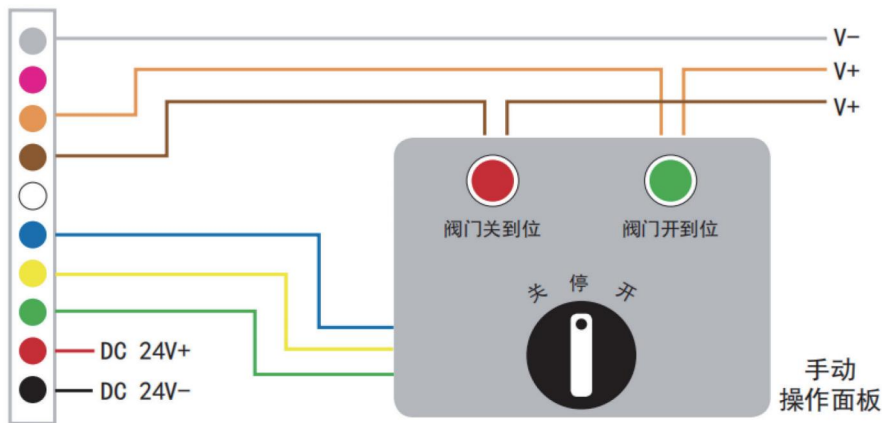 V-
V+
V+
阀门关到位
阀门开到位
关 停 开
DC 24V+
DC 24V-
手动
操作面板